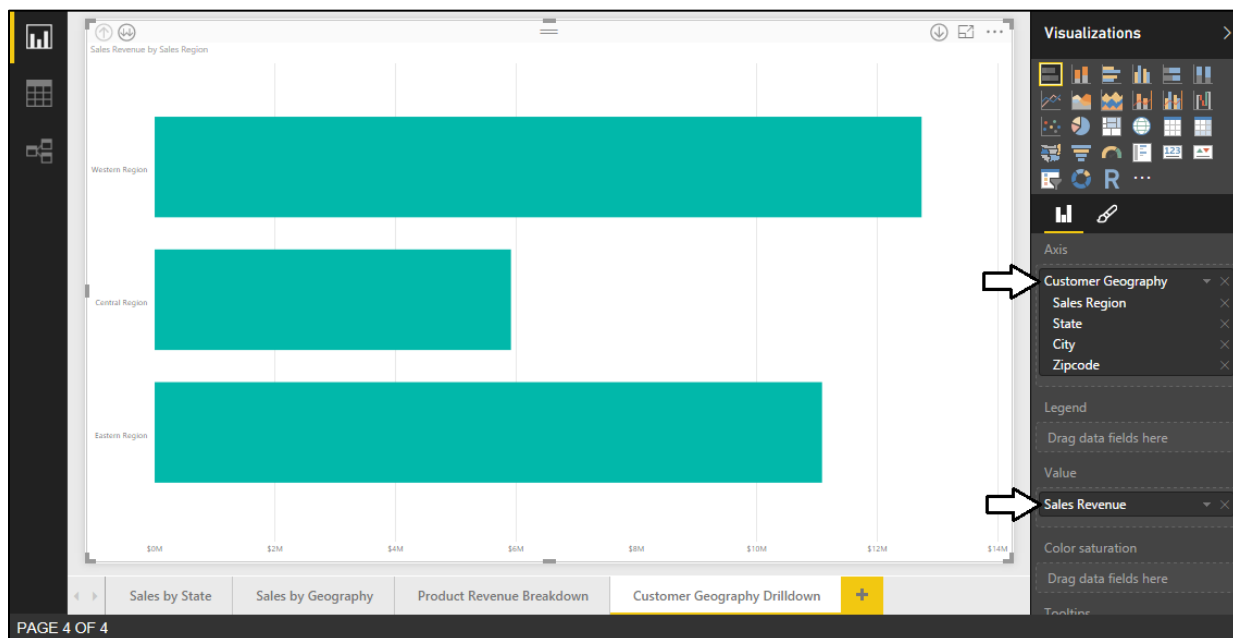 Visualizations
Sales Revenue by Sales Region
Western Region
Central Region
Eastern Region
$0M $2M $4M $6M $8M $10M $12M $14M
123
R
Axis
Customer Geography
Sales Region
State
City
Zipcode
Legend
Drag data fields here
Value
Sales Revenue
Color saturation
Drag data fields here
Tooltips
Sales by State Sales by Geography Product Revenue Breakdown Customer Geography Drilldown
PAGE 4 OF 4